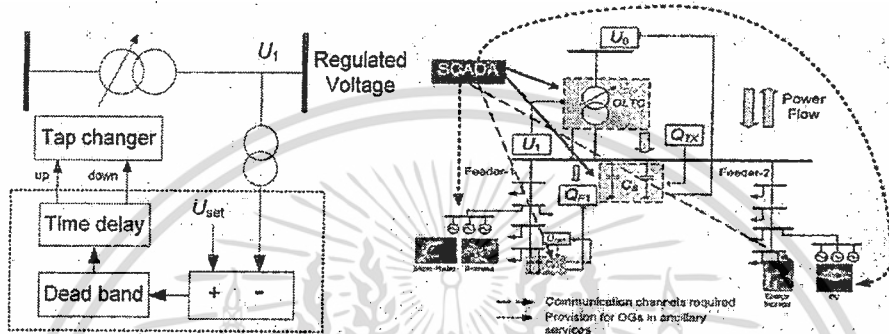 U1
Regulated
Voltage
Tap changer
up
down
Time delay
Uset
Dead band
+ -
U0
SCADA
OLTC
Power
Flow
U1
QTX
Feeder-1
Feeder-2
QF1
Communication channels required
Provision for DGs in ancillary
services